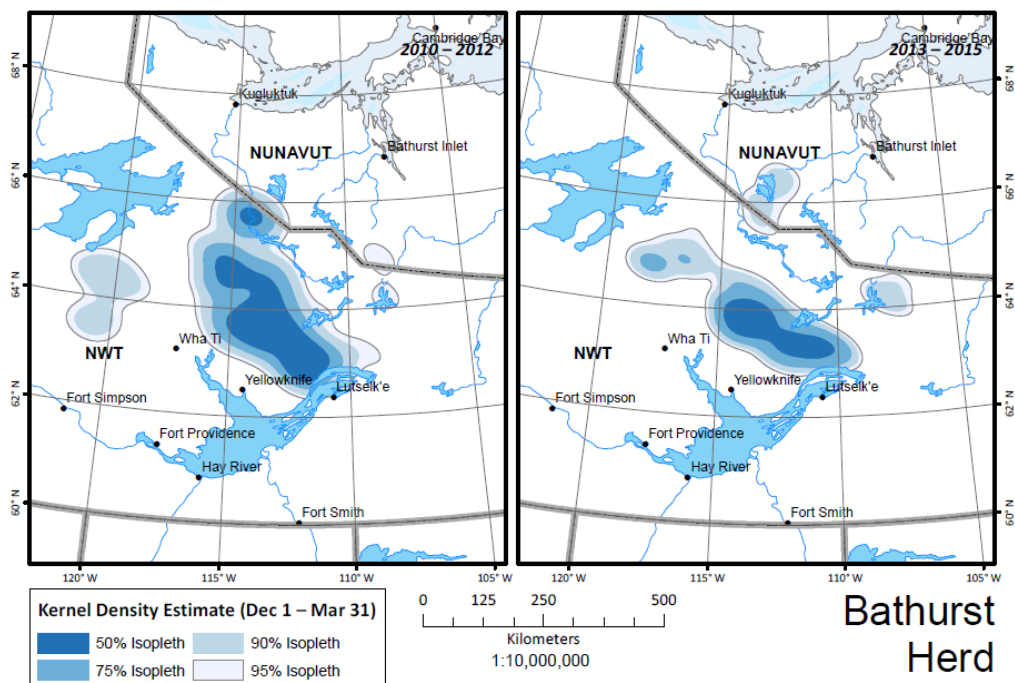 Cambridge Bay
2010 – 2012
68° N
Kugluktuk
NUNAVUT
Bathurst Inlet
66° N
64° N
Wha Ti
NWT
Yellowknife
Lutselk'e
62° N
Fort Simpson
Fort Providence
Hay River
60° N
Fort Smith
120°W
115°W
110°W
105°W
Cambridge Bay
2013 – 2015
68° N
Kugluktuk
NUNAVUT
Bathurst Inlet
66° N
64° N
Wha Ti
NWT
Yellowknife
Lutselk'e
62° N
Fort Simpson
Fort Providence
Hay River
60° N
Fort Smith
120°W
115°W
110°W
105°W
Kernel Density Estimate (Dec 1 – Mar 31)
50% Isopleth
90% Isopleth
75% Isopleth
95% Isopleth
0 125 250 500
Kilometers
1:10,000,000
Bathurst
Herd